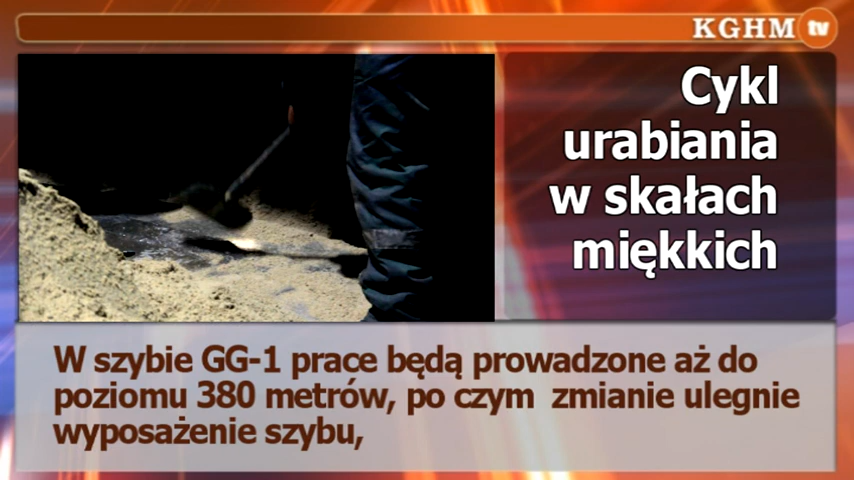 KGHM tv
Cykl
urabiania
w skałach
miękkich
W szybie GG-1 prace będą prowadzone aż do
poziomu 380 metrów, po czym zmianie ulegnie
wyposażenie szybu,